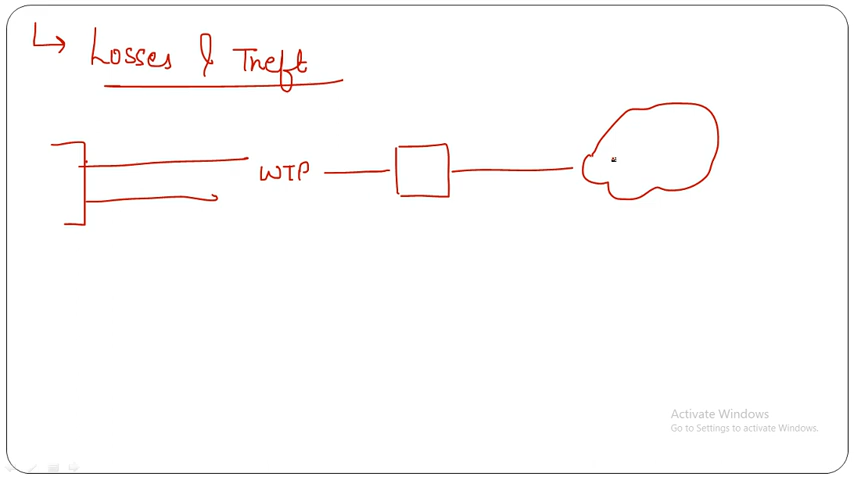 Losses & Theft
WTP
Activate Windows
Go to Settings to activate Windows.